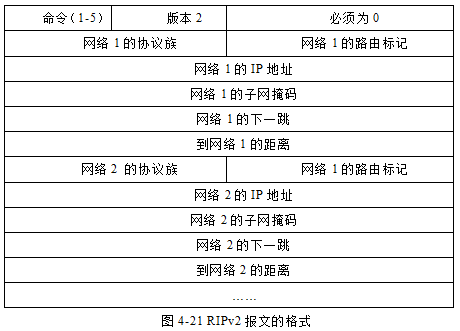 命令(1-5) 版本 2 必须为 0
网络 1 的协议族 网络 1 的路由标记
网络 1 的 IP 地址
网络 1 的子网掩码
网络 1 的下一跳
到网络 1 的距离
网络 2 的协议族 网络 1 的路由标记
网络 2 的 IP 地址
网络 2 的子网掩码
网络 2 的下一跳
到网络 2 的距离
……
图 4-21 RIPv2 报文的格式